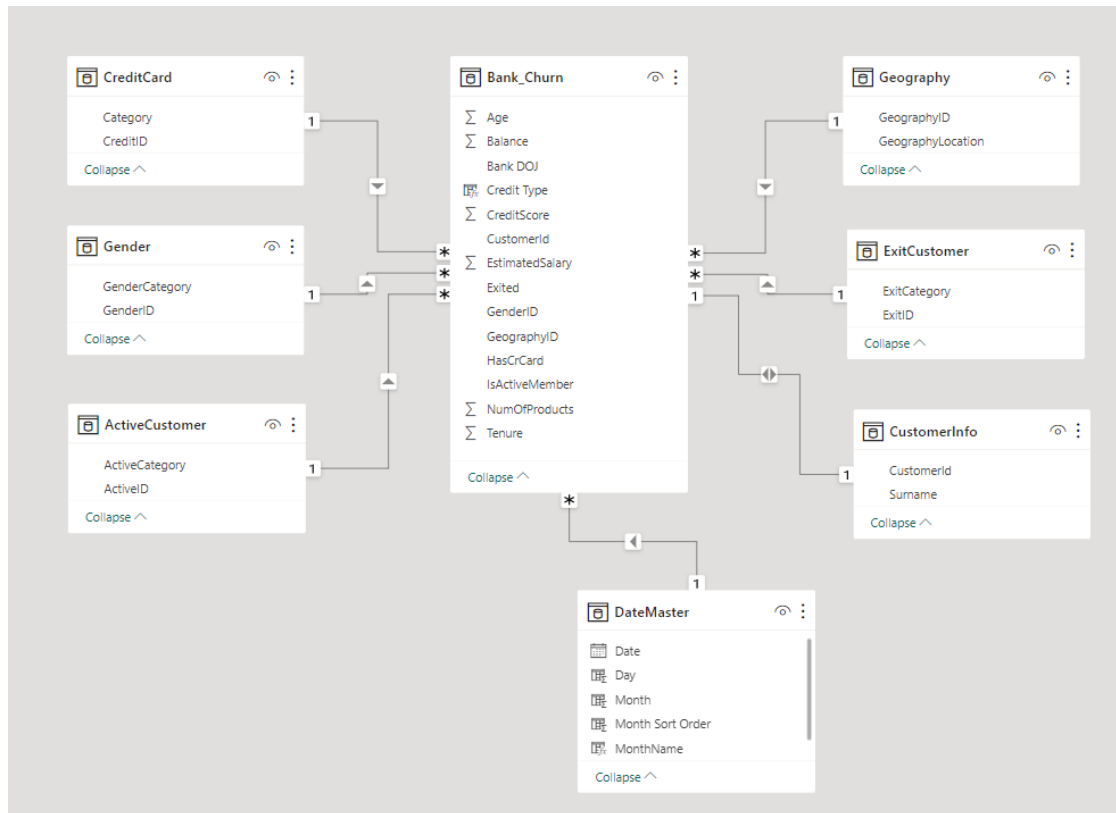 CreditCard
Category
CreditID
Collapse
Gender
GenderCategory
GenderID
Collapse
ActiveCustomer
ActiveCategory
ActiveID
Collapse
Bank_Churn
Age
Balance
Bank DOJ
Credit Type
CreditScore
CustomerId
EstimatedSalary
Exited
GenderID
GeographyID
HasCrCard
IsActiveMember
NumOfProducts
Tenure
Collapse
Geography
GeographyID
GeographyLocation
Collapse
ExitCustomer
ExitCategory
ExitID
Collapse
CustomerInfo
CustomerId
Surname
Collapse
DateMaster
Date
Day
Month
Month Sort Order
MonthName
Collapse
1
*
1
*
1
*
1
*
1
*
1
1
*
1